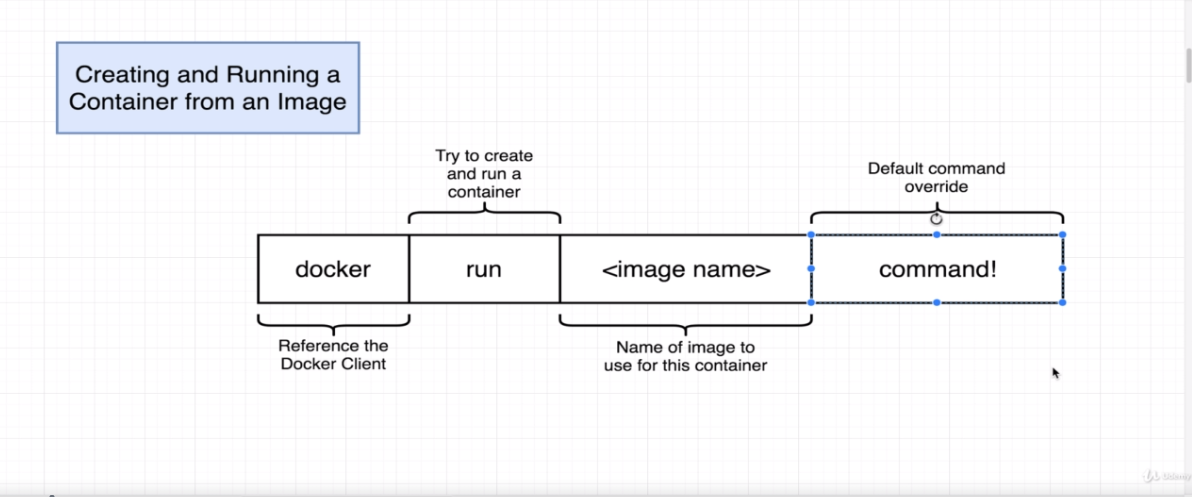 Creating and Running a
Container from an Image
Try to create
and run a
container
Default command
override
docker
run
<image name>
command!
Reference the
Docker Client
Name of image to
use for this container
Udemy